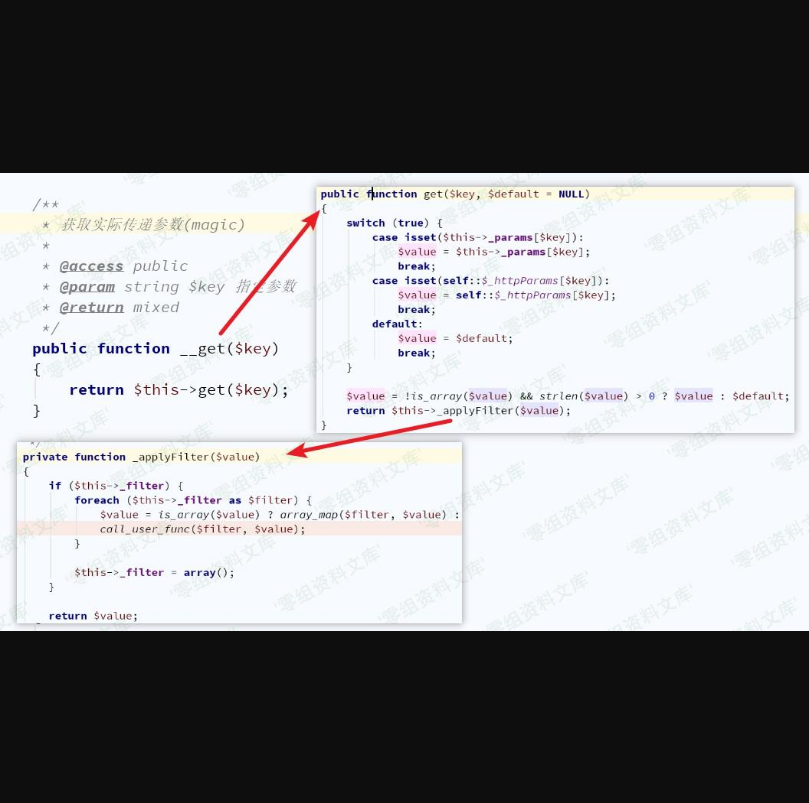 /**
* 获取实际传递参数(magic)
*
* @access public
* @param string $key 指定参数
* @return mixed
*/
public function __get($key)
{
return $this->get($key);
}
public function get($key, $default = NULL)
{
switch (true) {
case isset($this->_params[$key]):
$value = $this->_params[$key];
break;
case isset(self::$_httpParams[$key]):
$value = self::$_httpParams[$key];
break;
default:
$value = $default;
break;
}
$value = !is_array($value) && strlen($value) > 0 ? $value : $default;
return $this->_applyFilter($value);
}
*/
private function _applyFilter($value)
{
if ($this->_filter) {
foreach ($this->_filter as $filter) {
$value = is_array($value) ? array_map($filter, $value) :
call_user_func($filter, $value);
}
$this->_filter = array();
}
return $value;
'零组资料文库'